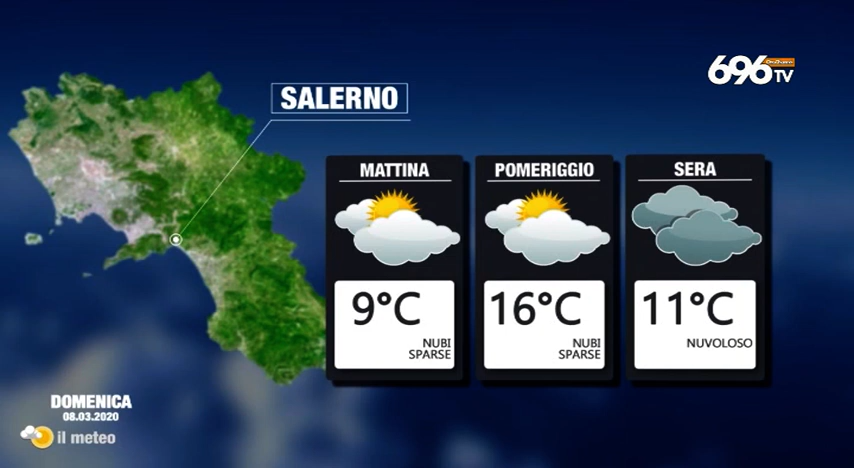 696 TV
SALERNO
MATTINA
9°C
NUBI
SPARSE
POMERIGGIO
16°C
NUBI
SPARSE
SERA
11°C
NUVOLOSO
DOMENICA
08.03.2020
il meteo